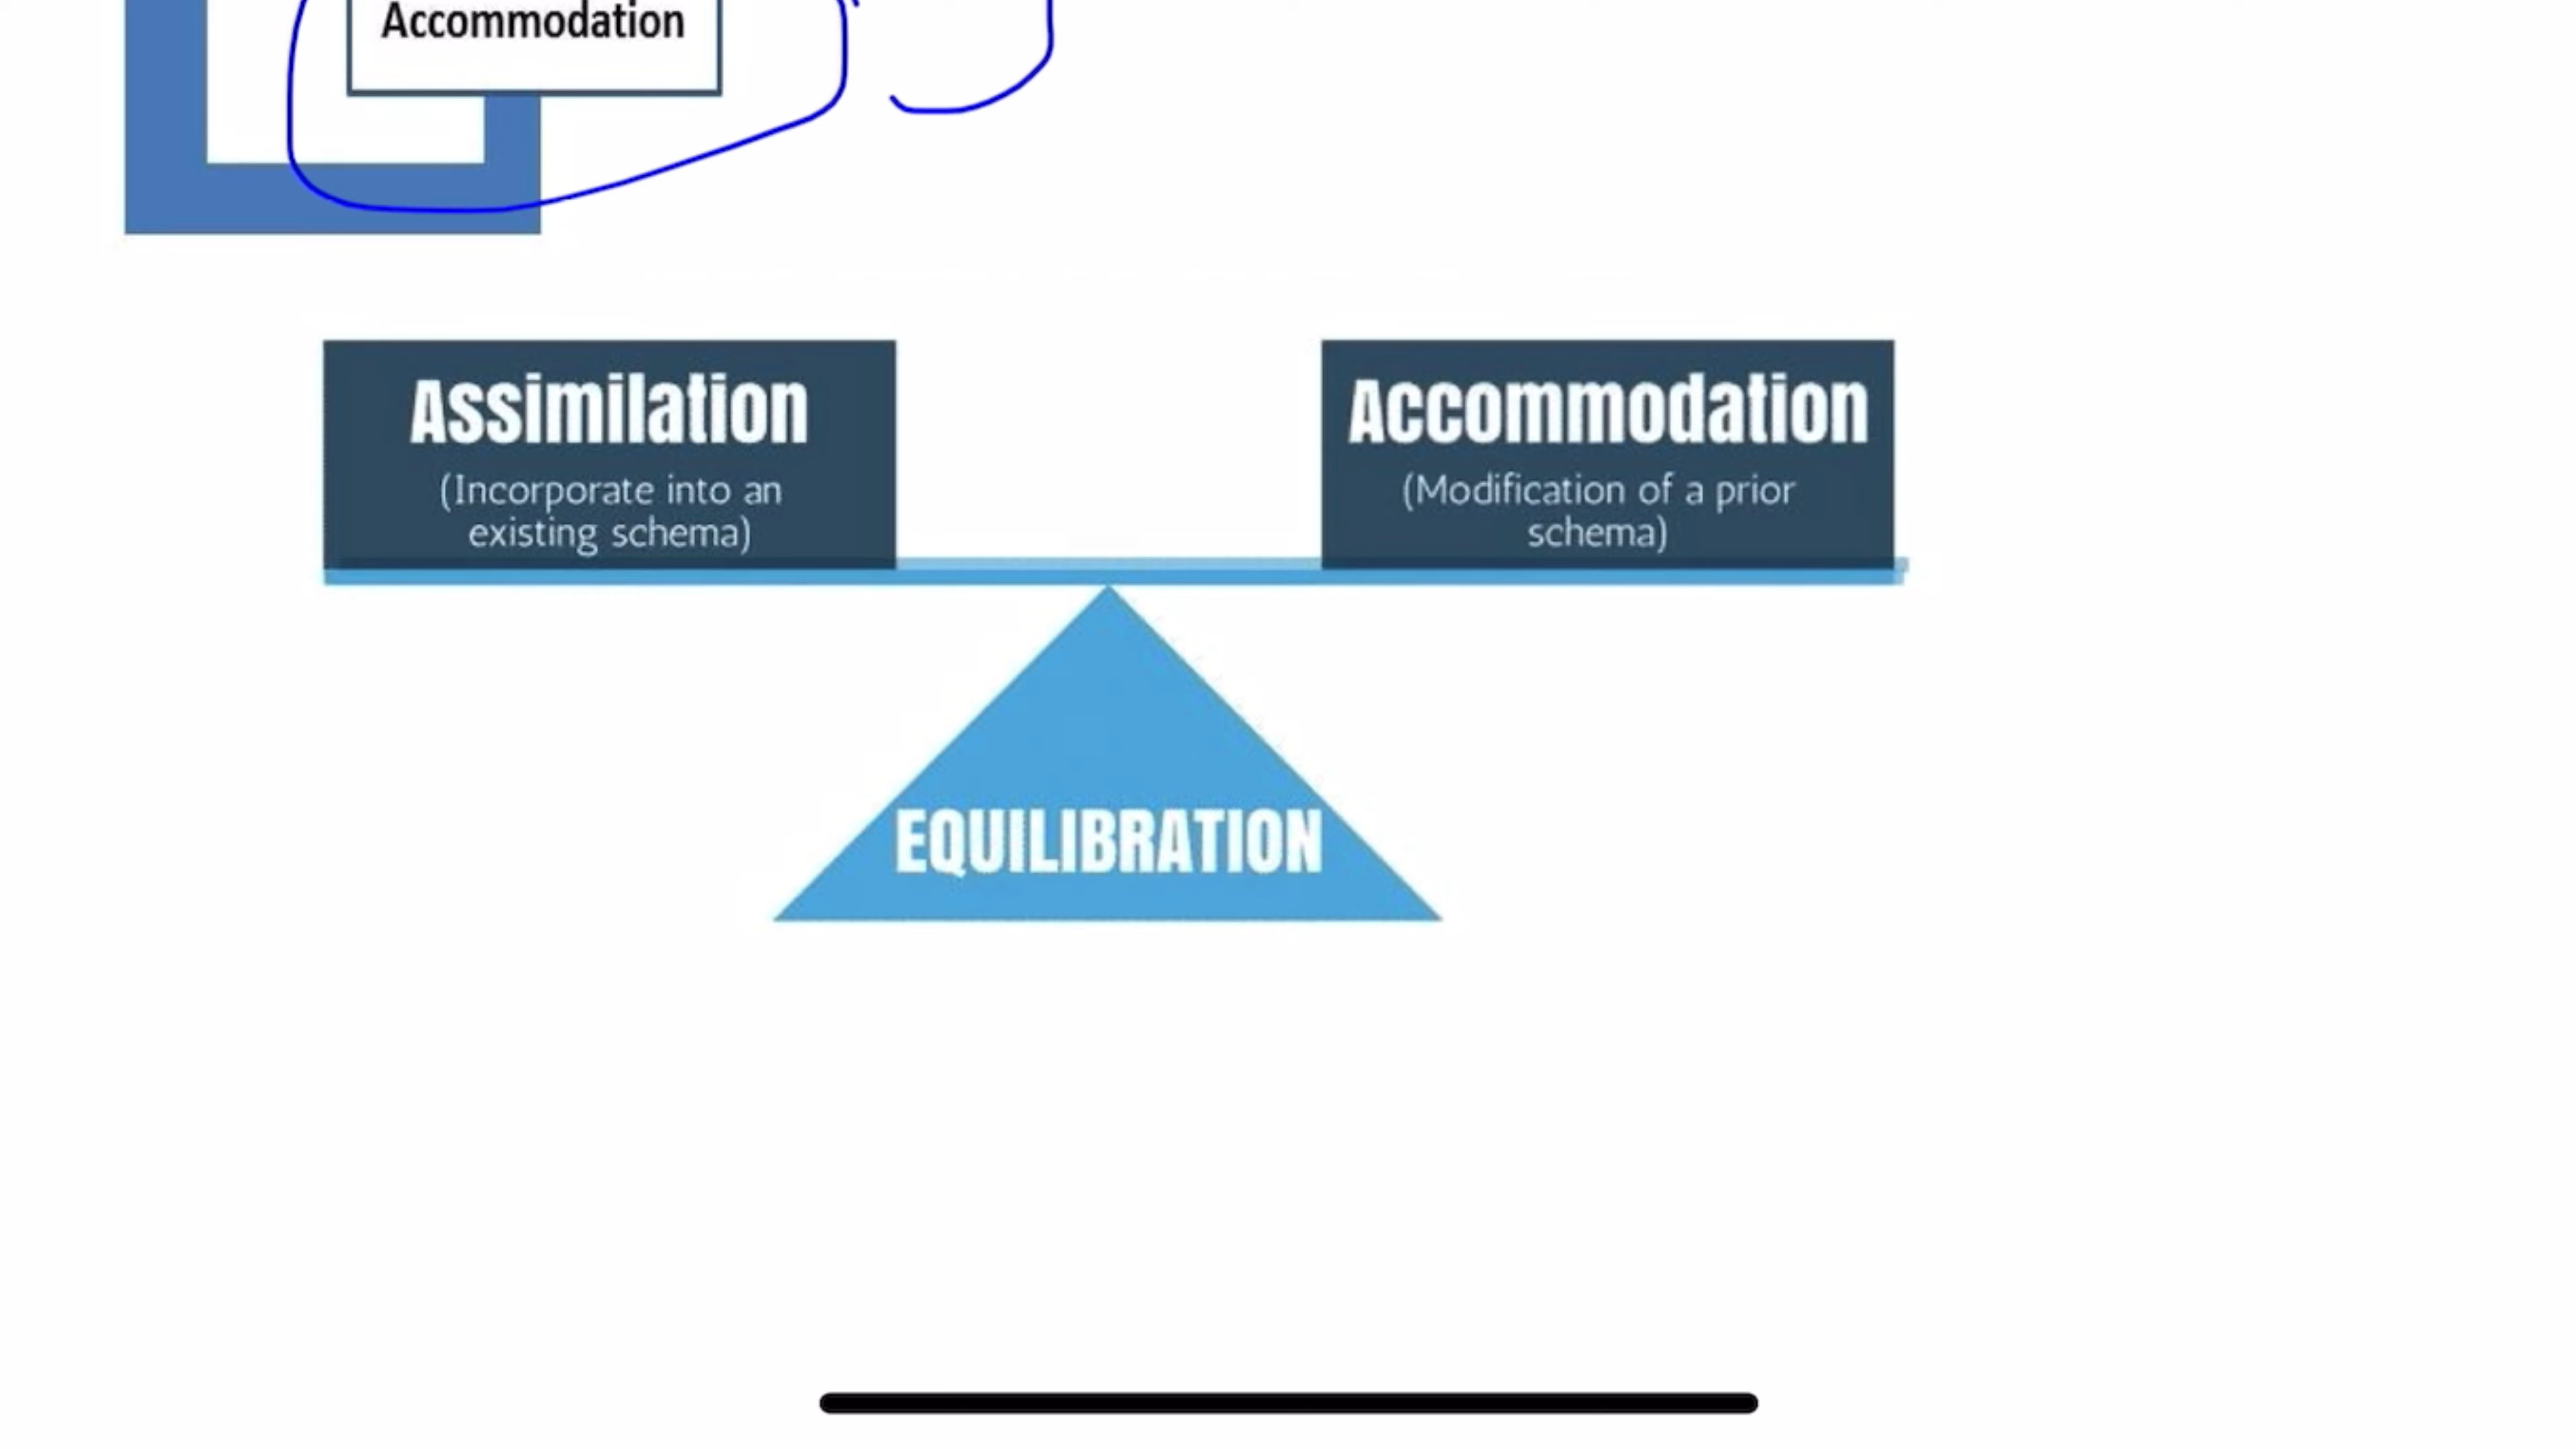 Accommodation
Assimilation
(Incorporate into an
existing schema)
Accommodation
(Modification of a prior
schema)
EQUILIBRATION